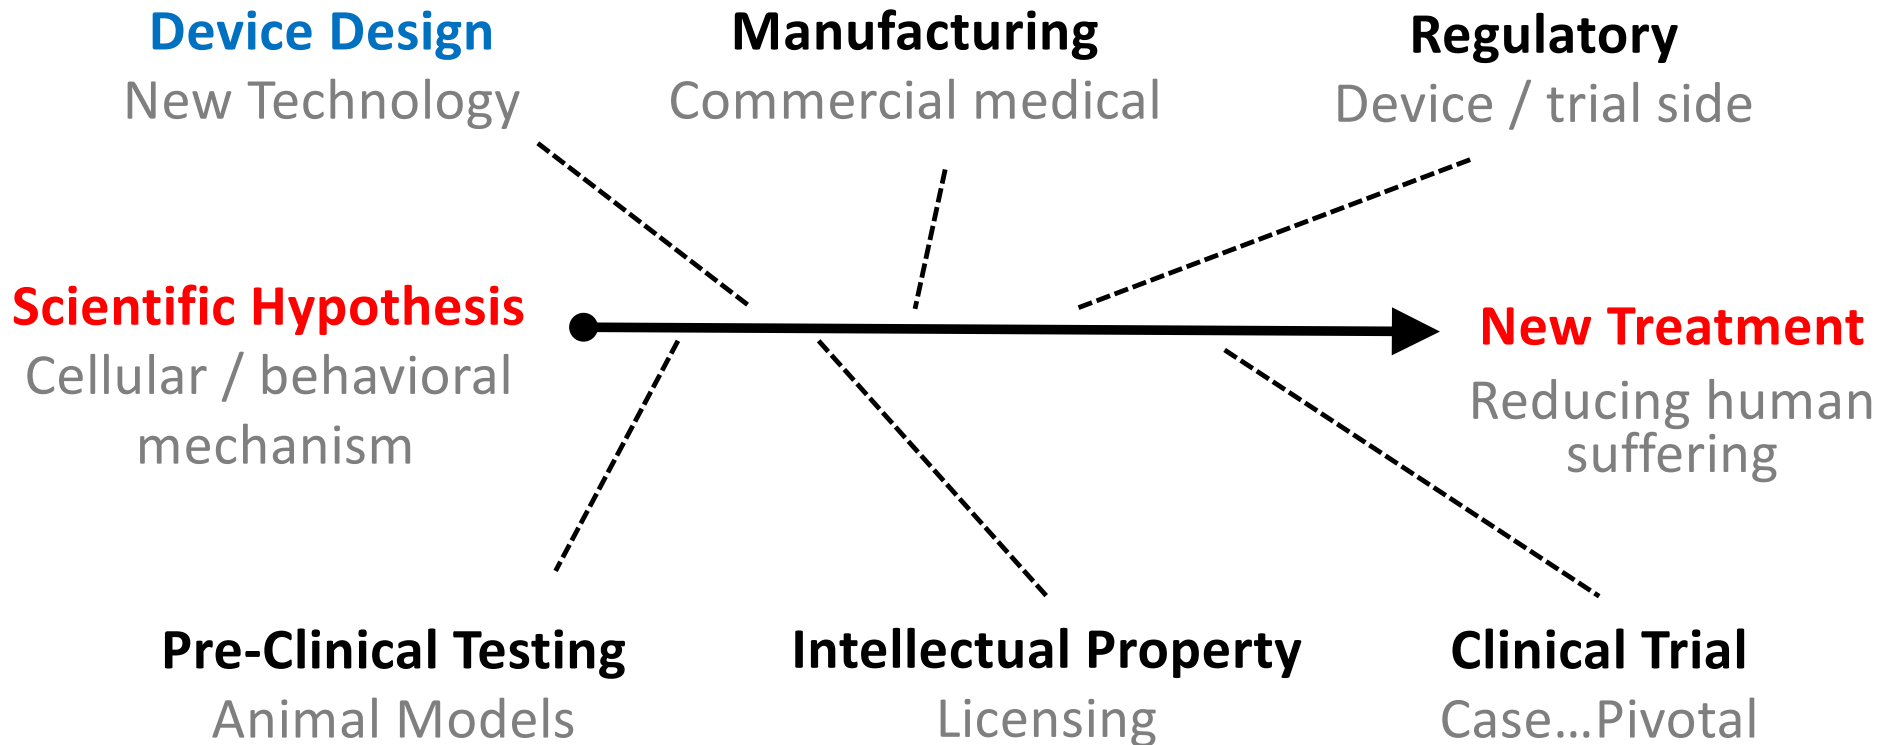 Device Design
New Technology
Manufacturing
Commercial medical
Regulatory
Device / trial side
Scientific Hypothesis
Cellular / behavioral
mechanism
New Treatment
Reducing human
suffering
Pre-Clinical Testing
Animal Models
Intellectual Property
Licensing
Clinical Trial
Case...Pivotal